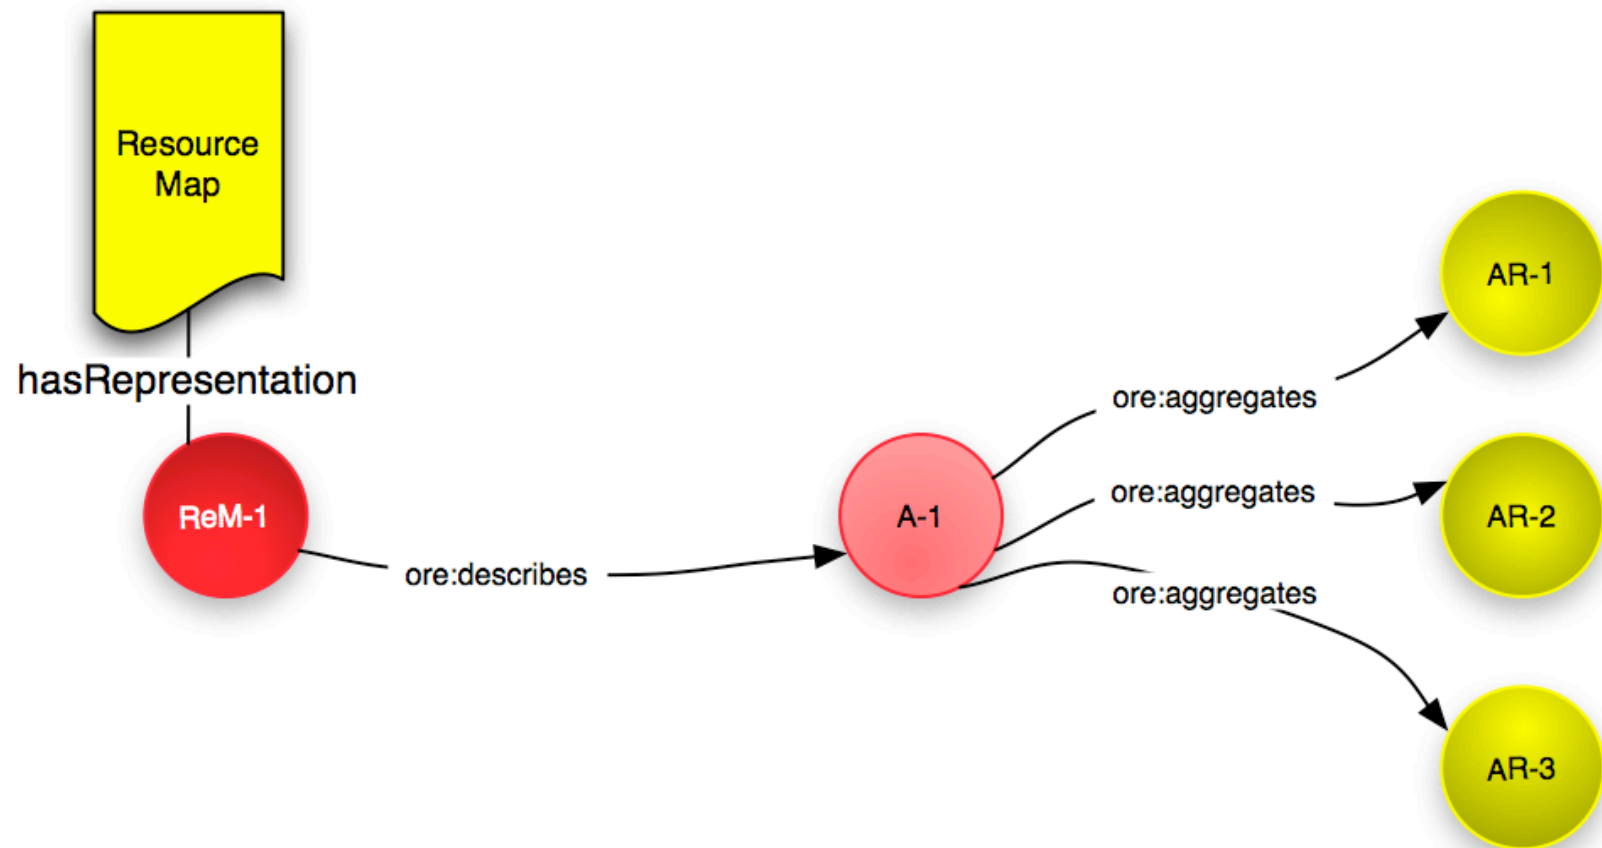 Resource
Map
hasRepresentation
ReM-1
ore:describes
A-1
ore:aggregates
ore:aggregates
ore:aggregates
AR-1
AR-2
AR-3